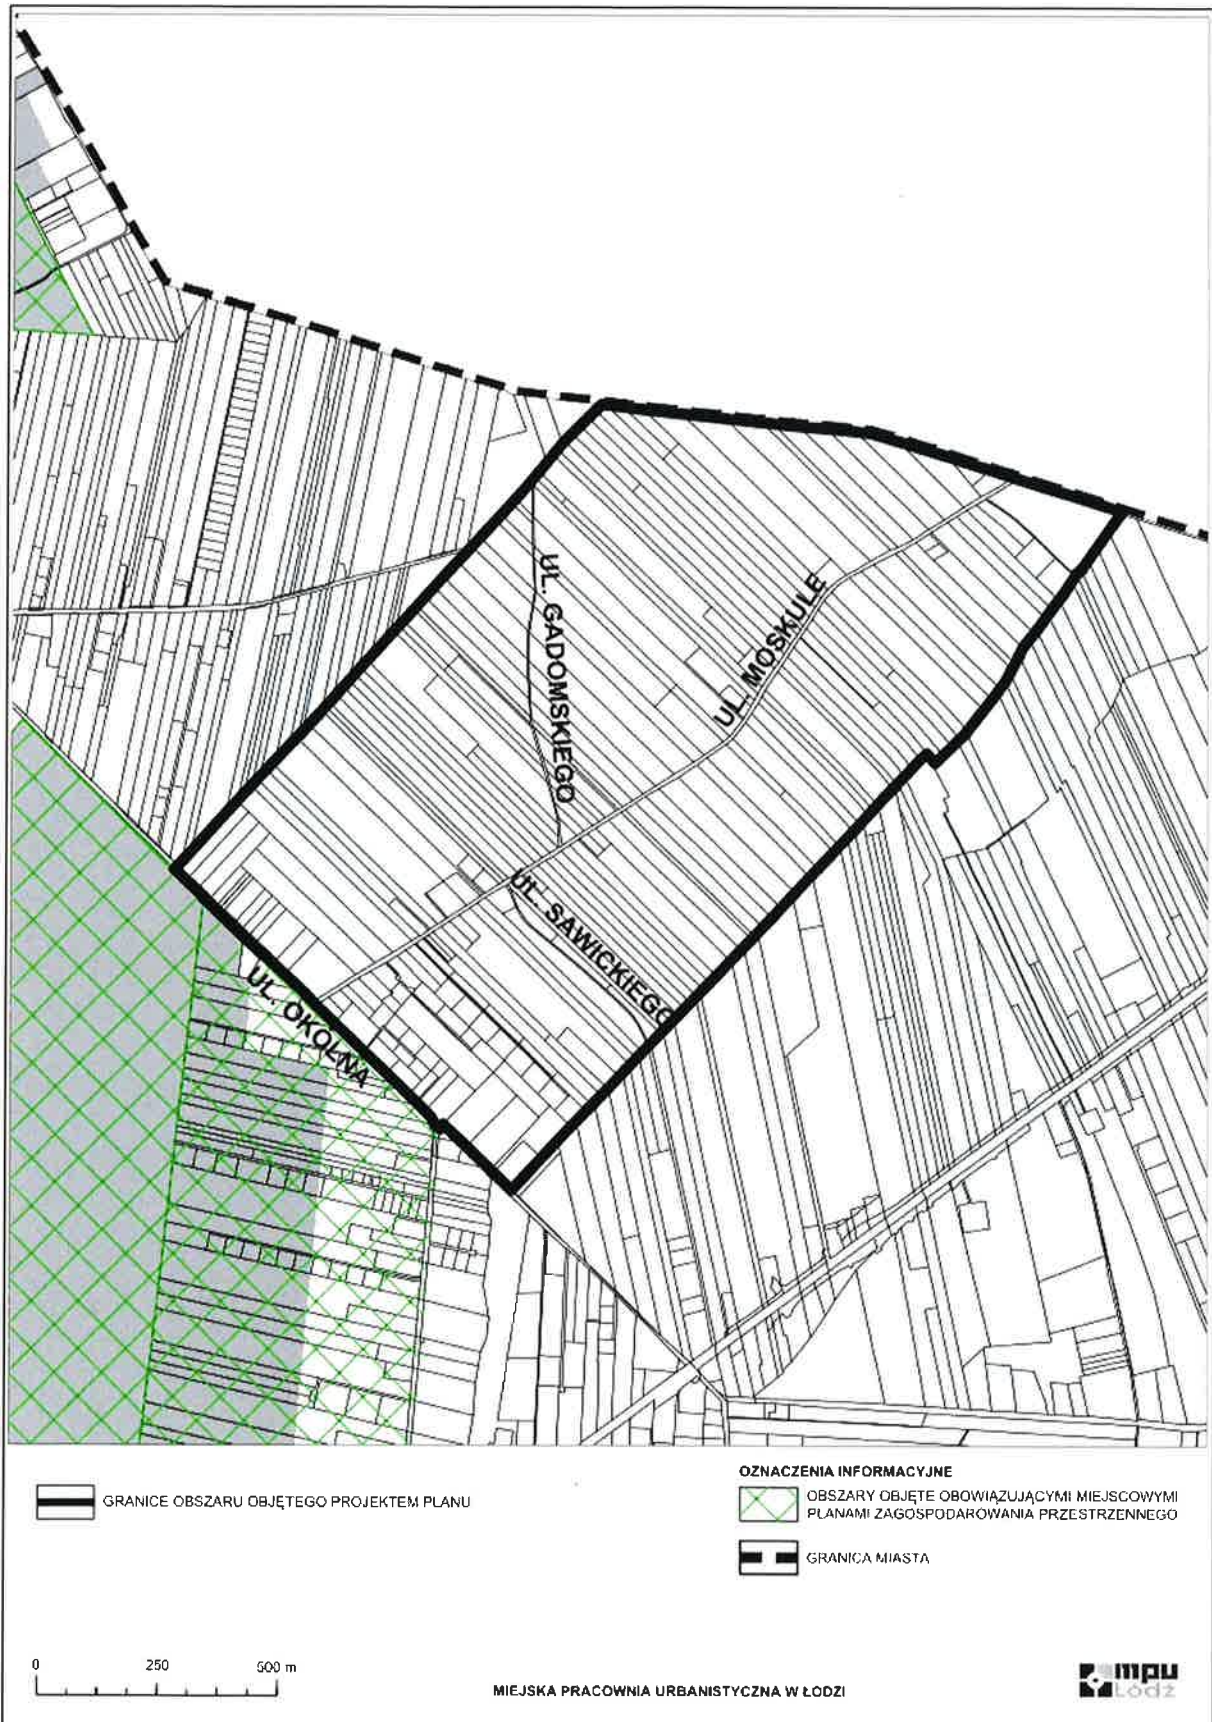 UL. GADOMSKIEGO
UL. MOSKULE
UL. SAWICKIEGO
UL. OKÓLNA
GRANICE OBSZARU OBJĘTEGO PROJEKTEM PLANU
OZNACZENIA INFORMACYJNE
OBSZARY OBJĘTE OBOWIĄZUJĄCYMI MIEJSCOWYMI
PLANAMI ZAGOSPODAROWANIA PRZESTRZENNEGO
GRANICA MIASTA
0 250 500 m
MIEJSKA PRACOWNIA URBANISTYCZNA W ŁODZI
mpu
Łódź